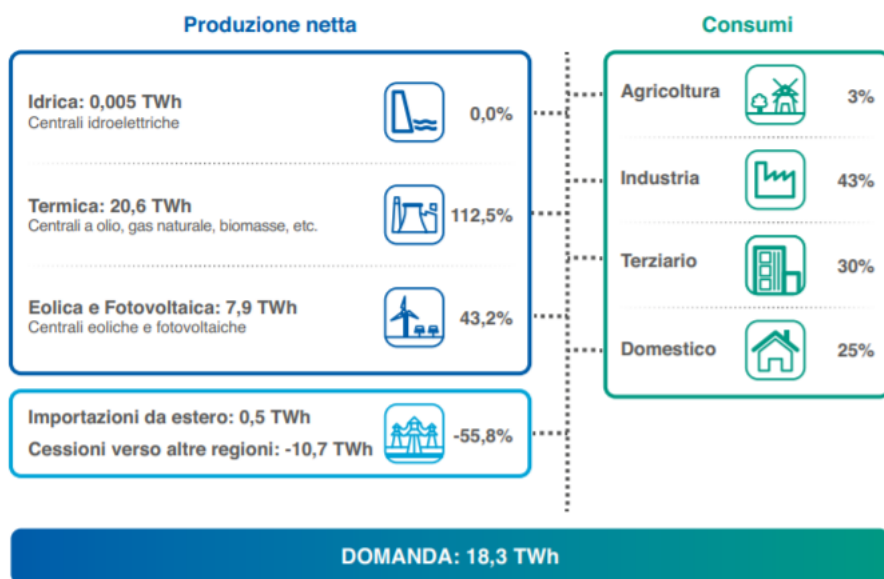 Produzione netta
Idrica: 0,005 TWh
Centrali idroelettriche
0,0%
Termica: 20,6 TWh
Centrali a olio, gas naturale, biomasse, etc.
112,5%
Eolica e Fotovoltaica: 7,9 TWh
Centrali eoliche e fotovoltaiche
43,2%
Importazioni da estero: 0,5 TWh
Cessioni verso altre regioni: -10,7 TWh
-55,8%
Consumi
Agricoltura
3%
Industria
43%
Terziario
30%
Domestico
25%
DOMANDA: 18,3 TWh